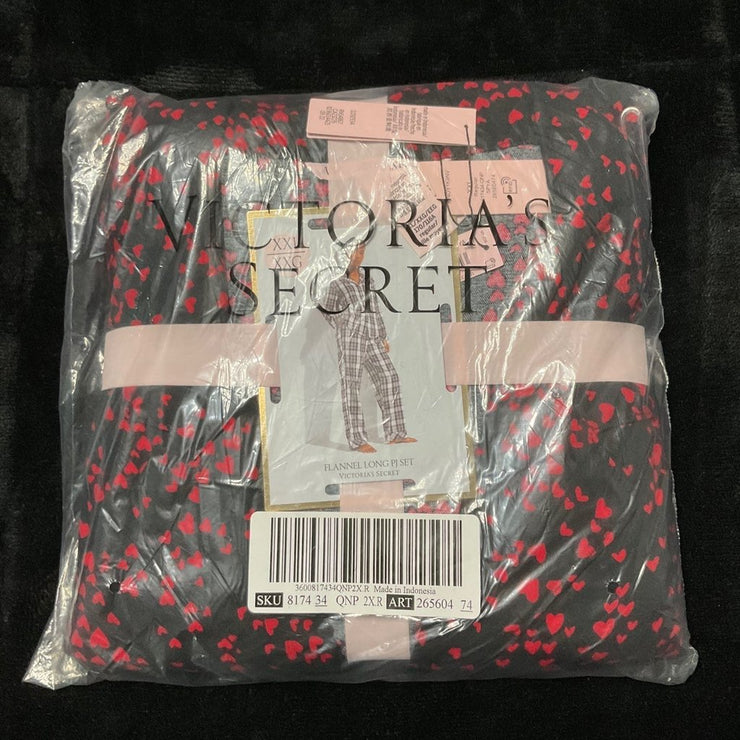 VICTORIA'S
SECRET
XXL
XXG
FLANNEL LONG PJ SET
VICTORIA'S SECRET
3600817434QNP2X.R Made in Indonesia
SKU 8174 34 QNP 2X.R ART 265604 74